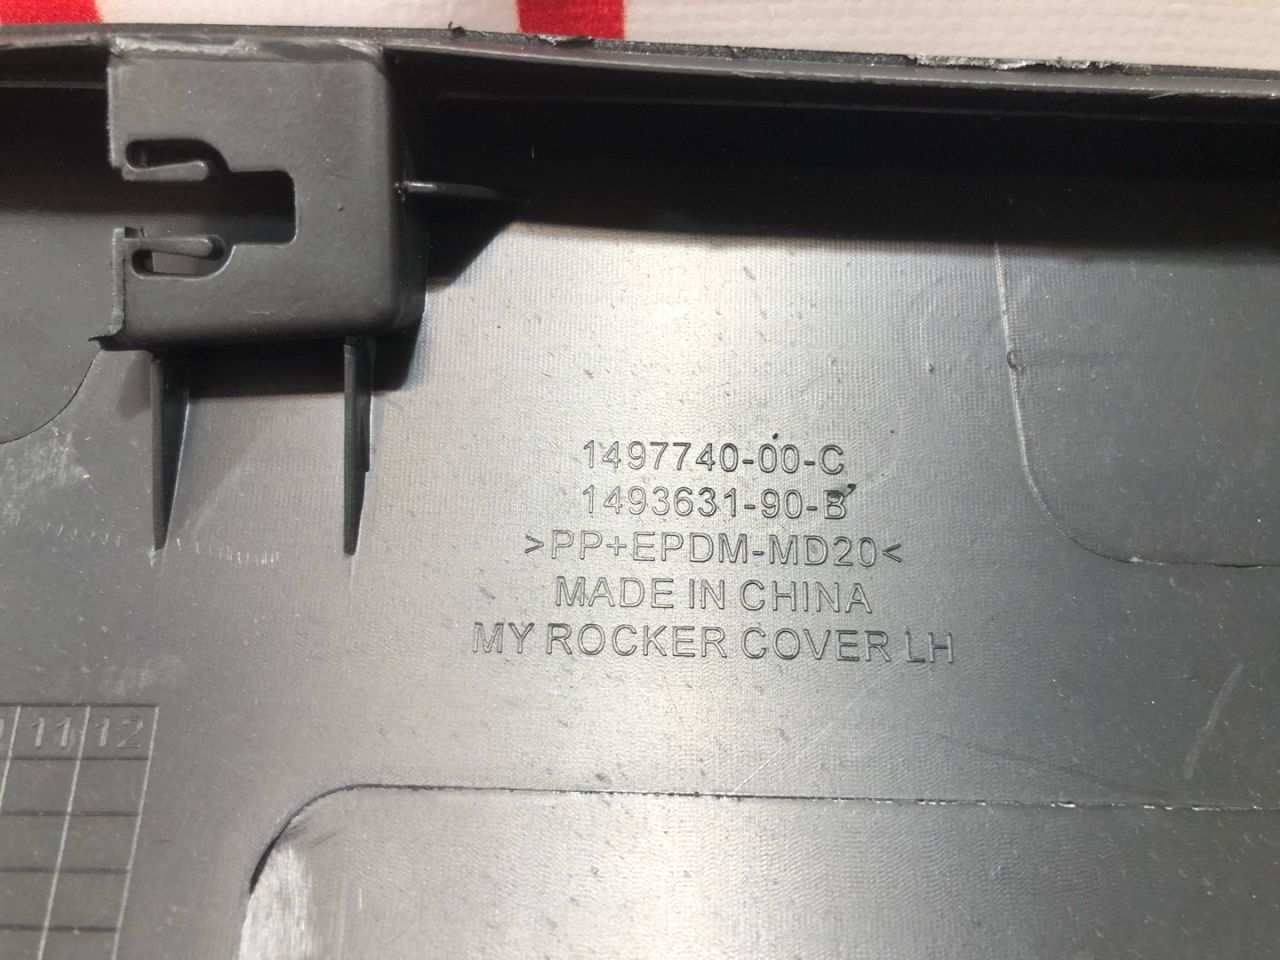 1497740-00-C
1493631-90-B
>PP+EPDM-MD20<
MADE IN CHINA
MY ROCKER COVER LH
11 12